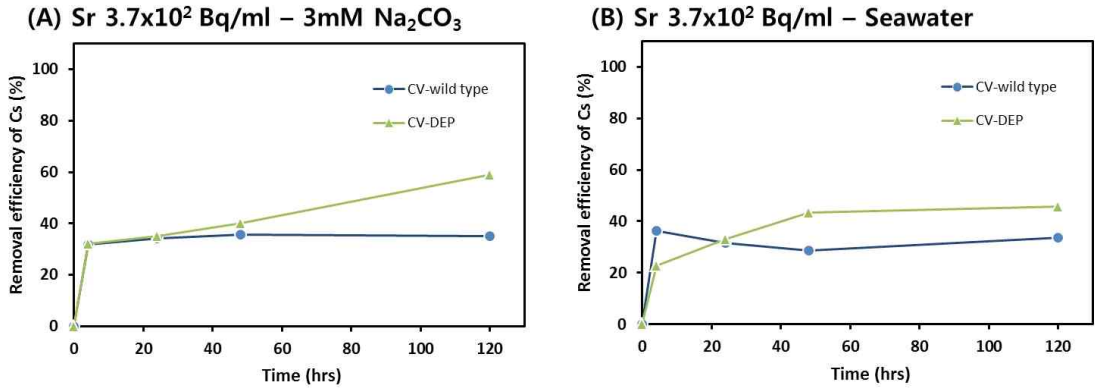 (A) Sr 3.7x10² Bq/ml – 3mM Na₂CO₃
Removal efficiency of Cs (%)
100
80
60
40
20
0
CV-wild type
CV-DEP
0 20 40 60 80 100 120
Time (hrs)
(B) Sr 3.7x10² Bq/ml – Seawater
Removal efficiency of Cs (%)
100
80
60
40
20
0
CV-wild type
CV-DEP
0 20 40 60 80 100 120
Time (hrs)